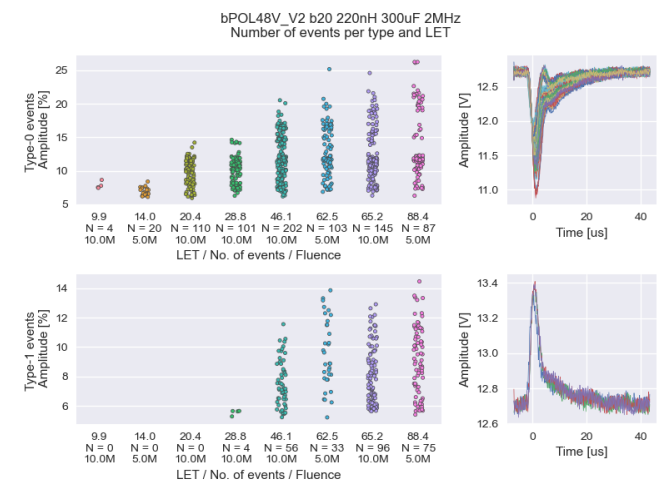 bPOL48V_V2 b20 220nH 300uF 2MHz
Number of events per type and LET
Type-0 events
Amplitude [%]
25
20
15
10
5
9.9 14.0 20.4 28.8 46.1 62.5 65.2 88.4
N = 4 N = 20 N = 110 N = 101 N = 202 N = 103 N = 145 N = 87
10.0M 5.0M 10.0M 10.0M 10.0M 5.0M 10.0M 5.0M
LET / No. of events / Fluence
Amplitude [V]
12.5
12.0
11.5
11.0
0 20 40
Time [us]
Type-1 events
Amplitude [%]
14
12
10
8
6
9.9 14.0 20.4 28.8 46.1 62.5 65.2 88.4
N = 0 N = 0 N = 0 N = 4 N = 56 N = 33 N = 96 N = 75
10.0M 5.0M 10.0M 10.0M 10.0M 5.0M 10.0M 5.0M
LET / No. of events / Fluence
Amplitude [V]
13.4
13.2
13.0
12.8
12.6
0 20 40
Time [us]